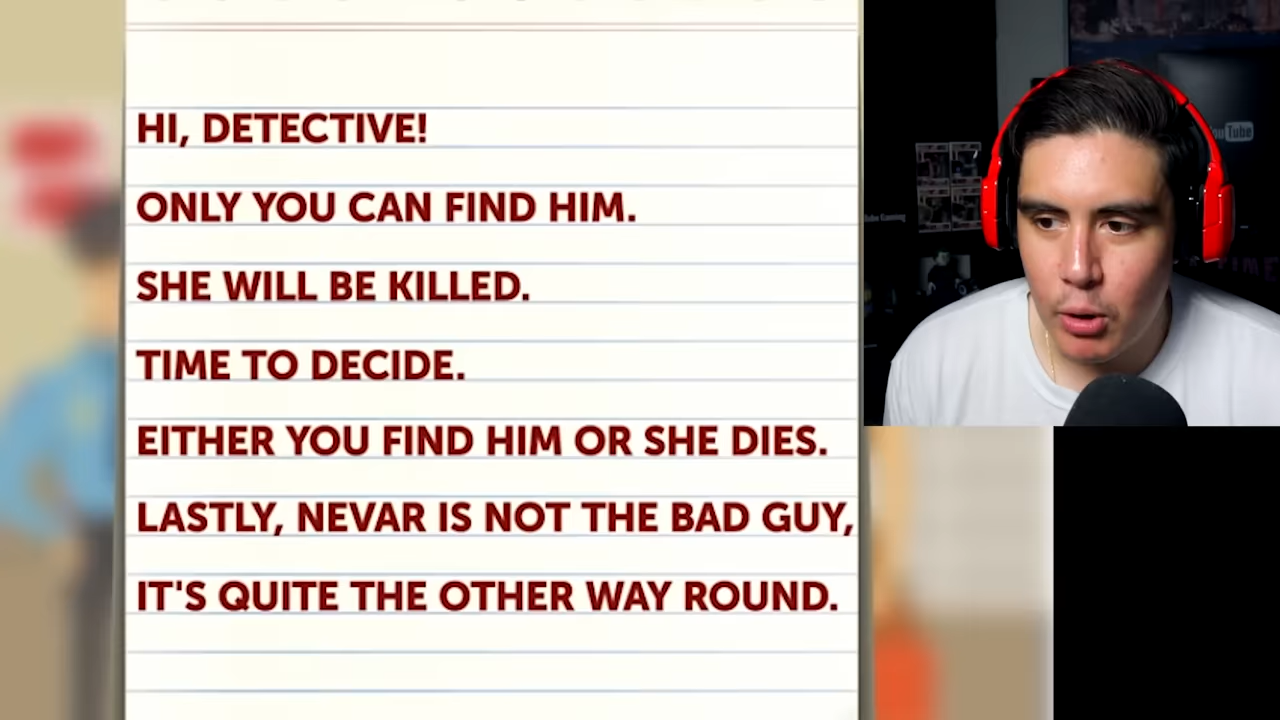 HI, DETECTIVE!
ONLY YOU CAN FIND HIM.
SHE WILL BE KILLED.
TIME TO DECIDE.
EITHER YOU FIND HIM OR SHE DIES.
LASTLY, NEVAR IS NOT THE BAD GUY,
IT'S QUITE THE OTHER WAY ROUND.